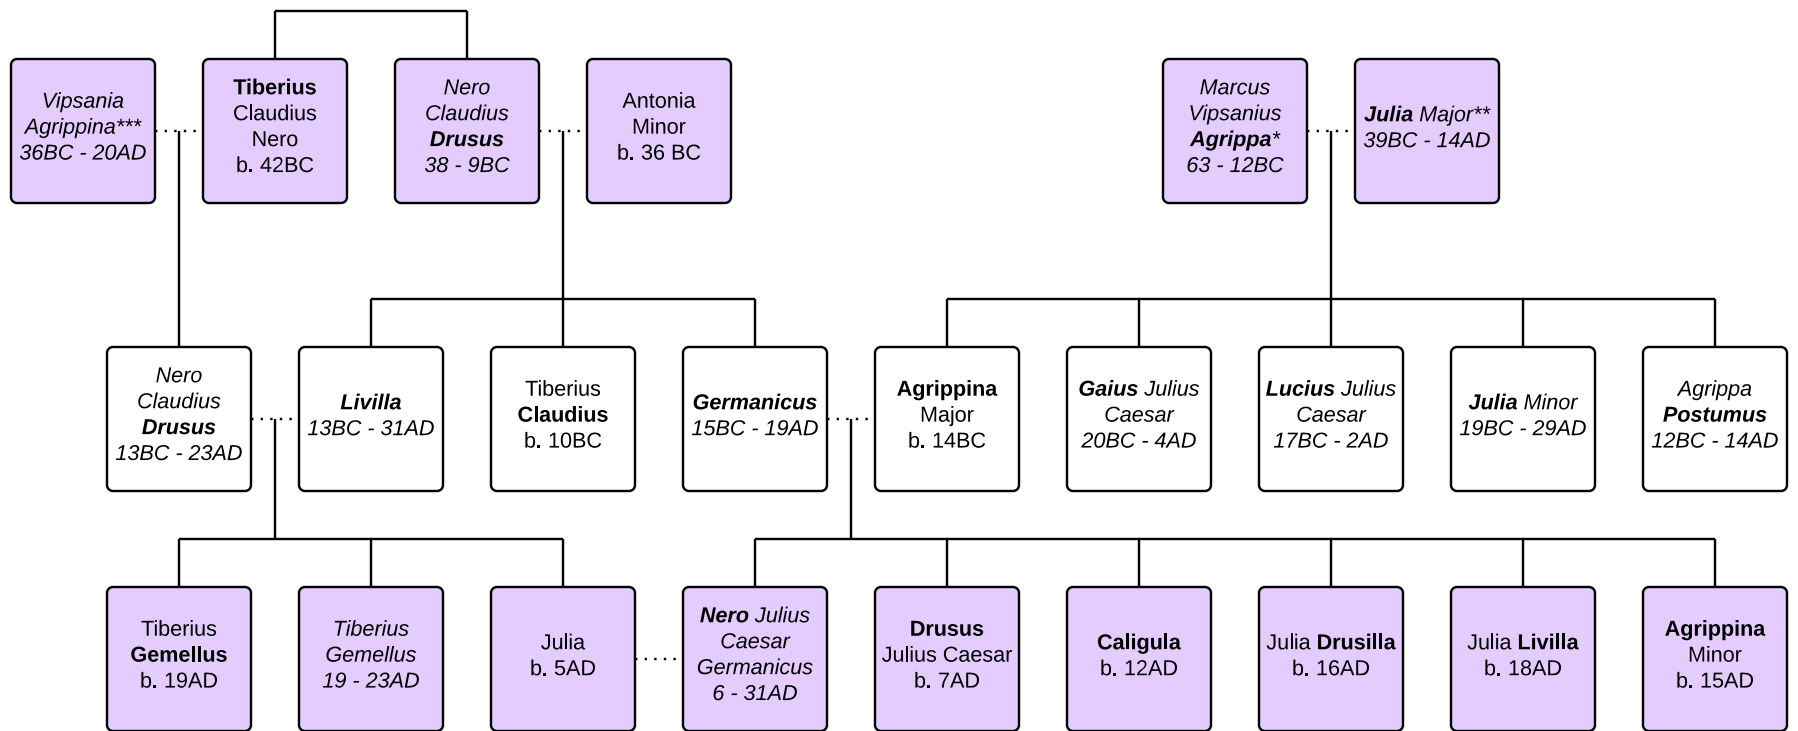 Vipsania
Agrippina***
36BC - 20AD
Tiberius
Claudius
Nero
b. 42BC
Nero
Claudius
Drusus
38 - 9BC
Antonia
Minor
b. 36 BC
Marcus
Vipsanius
Agrippa*
63 - 12BC
Julia Major**
39BC - 14AD
Nero
Claudius
Drusus
13BC - 23AD
Livilla
13BC - 31AD
Tiberius
Claudius
b. 10BC
Germanicus
15BC - 19AD
Agrippina
Major
b. 14BC
Gaius Julius
Caesar
20BC - 4AD
Lucius Julius
Caesar
17BC - 2AD
Julia Minor
19BC - 29AD
Agrippa
Postumus
12BC - 14AD
Tiberius
Gemellus
b. 19AD
Tiberius
Gemellus
19 - 23AD
Julia
b. 5AD
Nero Julius
Caesar
Germanicus
6 - 31AD
Drusus
Julius Caesar
b. 7AD
Caligula
b. 12AD
Julia Drusilla
b. 16AD
Julia Livilla
b. 18AD
Agrippina
Minor
b. 15AD